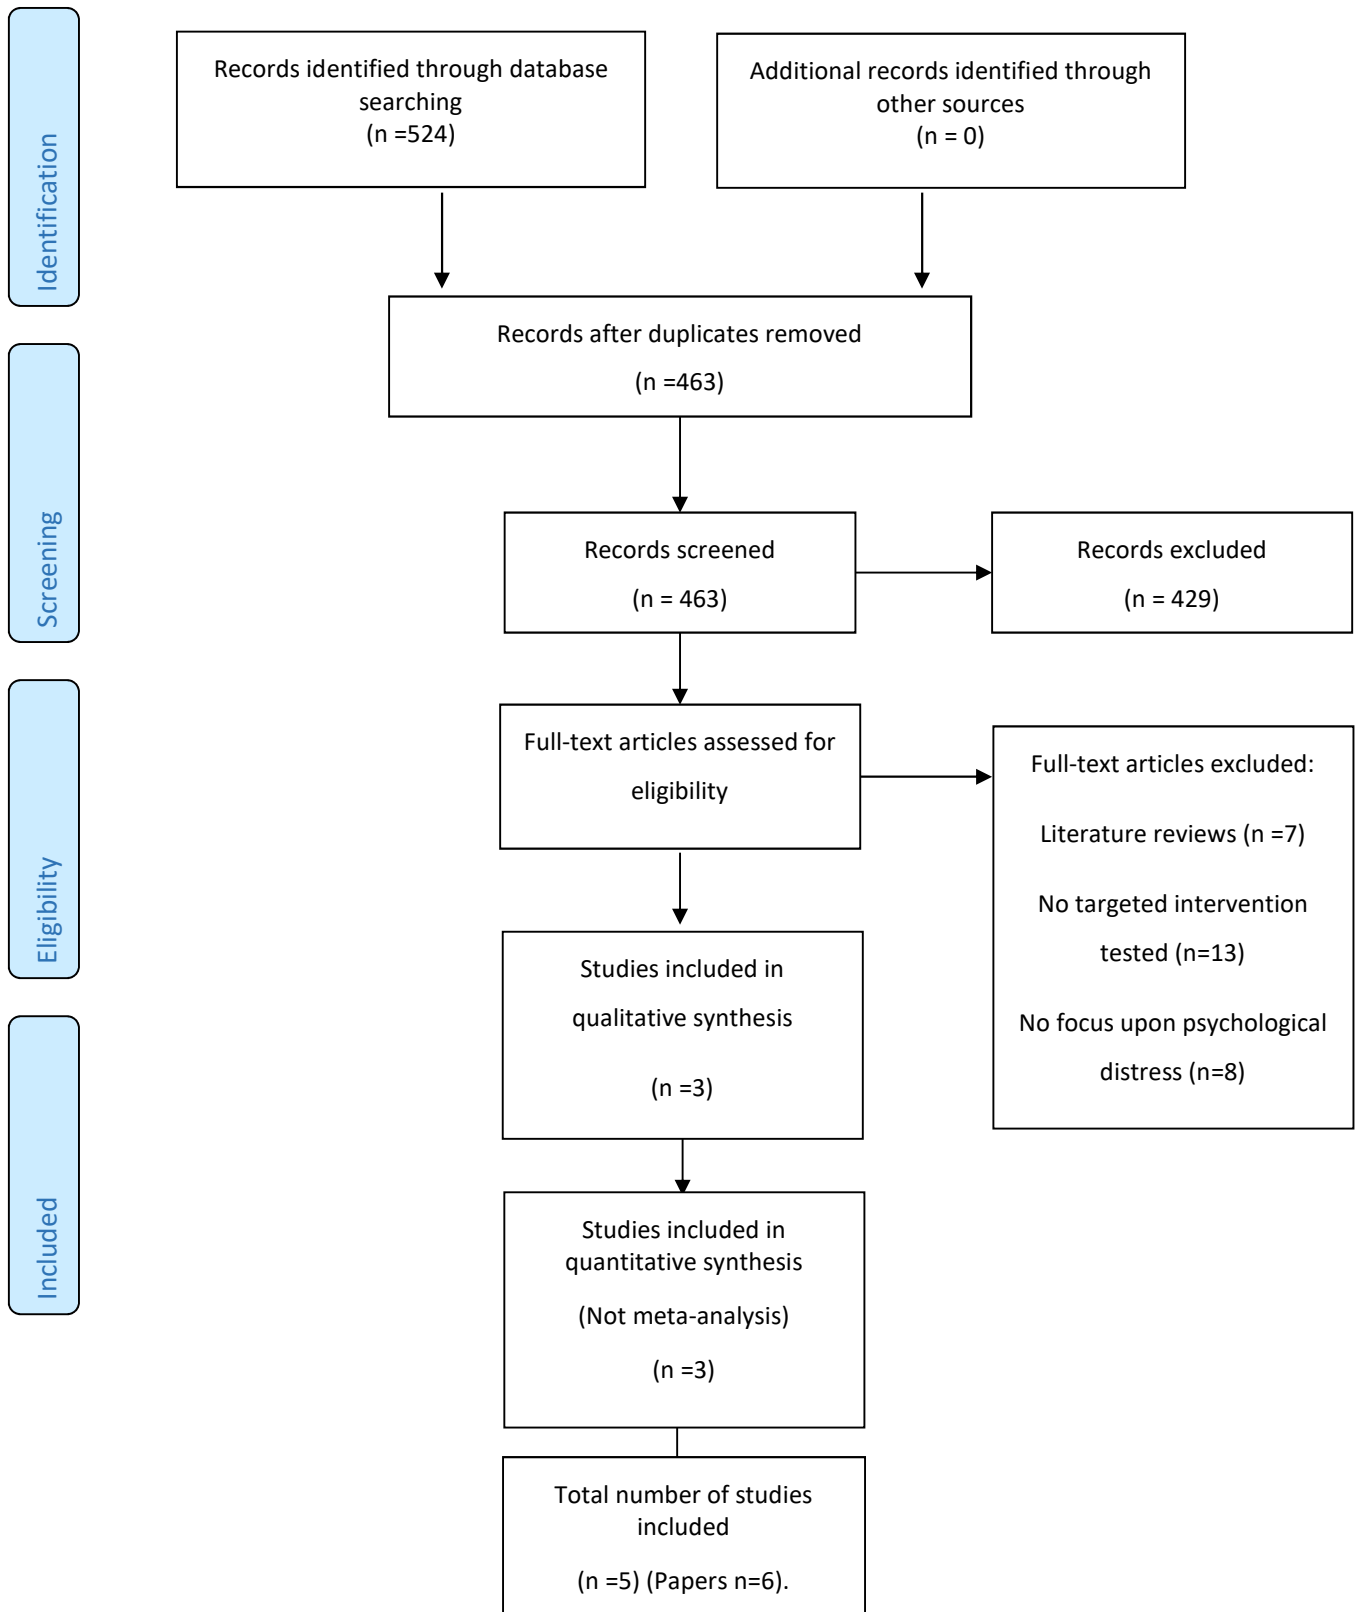 Identification
Records identified through database
searching
(n =524)
Additional records identified through
other sources
(n = 0)
Records after duplicates removed
(n =463)
Screening
Records screened
(n = 463)
Records excluded
(n = 429)
Eligibility
Full-text articles assessed for
eligibility
Full-text articles excluded:
Literature reviews (n =7)
No targeted intervention
tested (n=13)
No focus upon psychological
distress (n=8)
Studies included in
qualitative synthesis
(n =3)
Included
Studies included in
quantitative synthesis
(Not meta-analysis)
(n =3)
Total number of studies
included
(n =5) (Papers n=6).